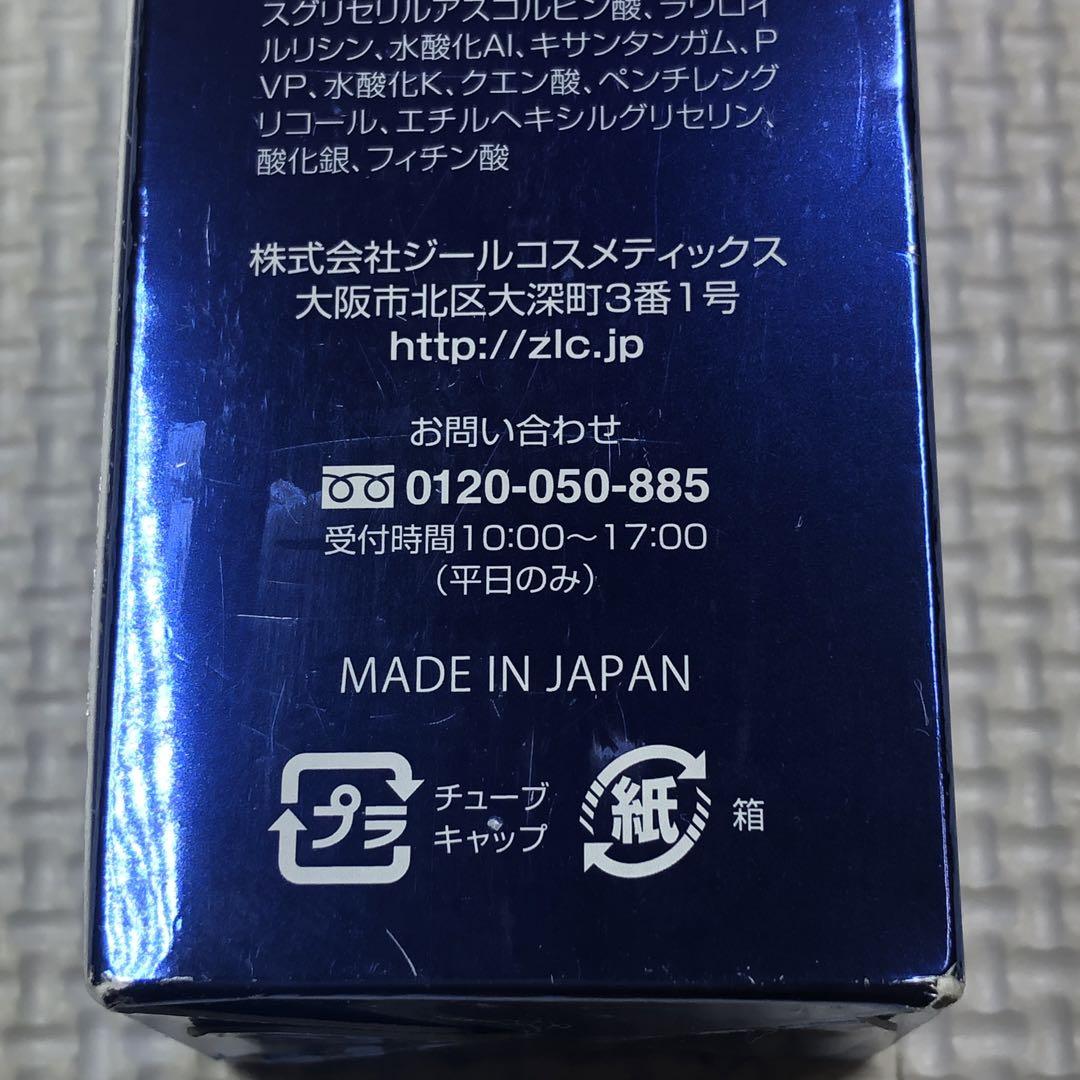 スグリセリルアスコルビン酸、ラウロイ
ルリシン、水酸化Al、キサンタンガム、P
VP、水酸化K、クエン酸、ペンチレング
リコール、エチルヘキシルグリセリン、
酸化銀、フィチン酸
株式会社ジールコスメティックス
大阪市北区大深町3番1号
http://zlc.jp
お問い合わせ
0120-050-885
受付時間10:00～17:00
(平日のみ)
MADE IN JAPAN
プラ
チューブ
キャップ
紙
箱